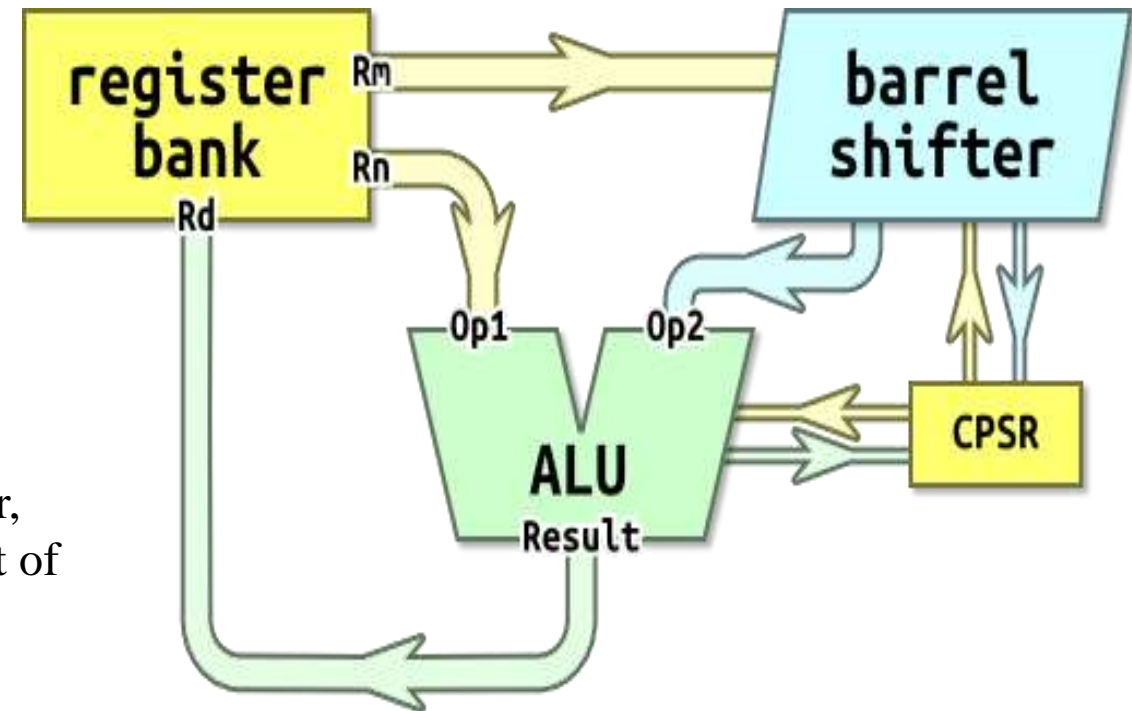 register
bank
Rm
Rn
Rd
barrel
shifter
Op1
Op2
ALU
Result
CPSR
r,
t of